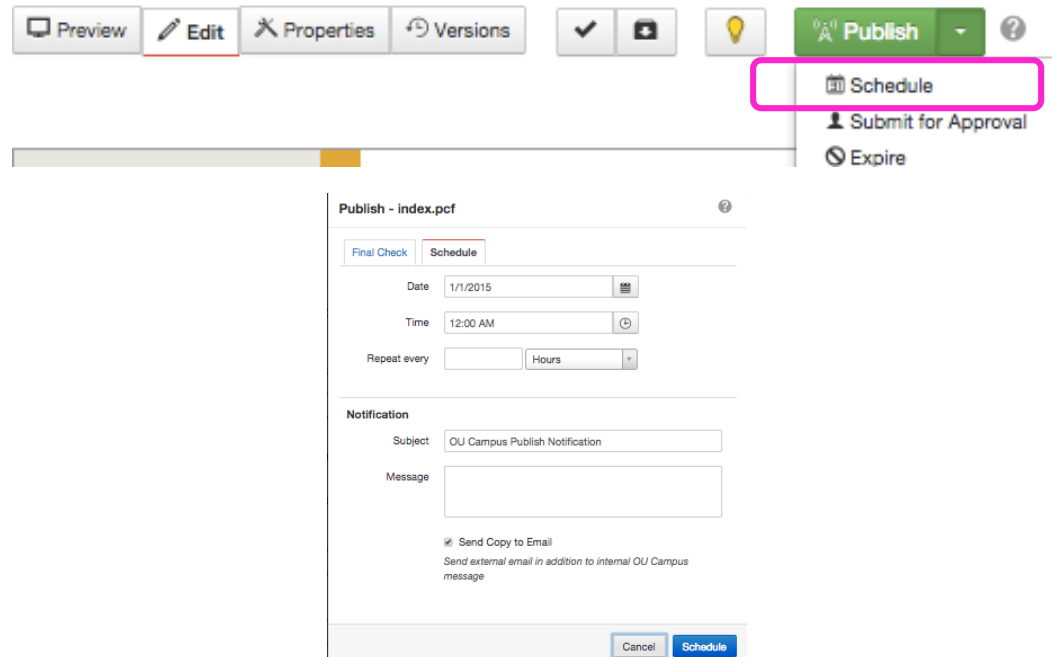 Preview Edit Properties Versions Publish
Schedule
Submit for Approval
Expire
Publish - index.pcf
Final Check Schedule
Date 1/1/2015
Time 12:00 AM
Repeat every Hours
Notification
Subject OU Campus Publish Notification
Message
Send Copy to Email
Send external email in addition to internal OU Campus
message
Cancel Schedule